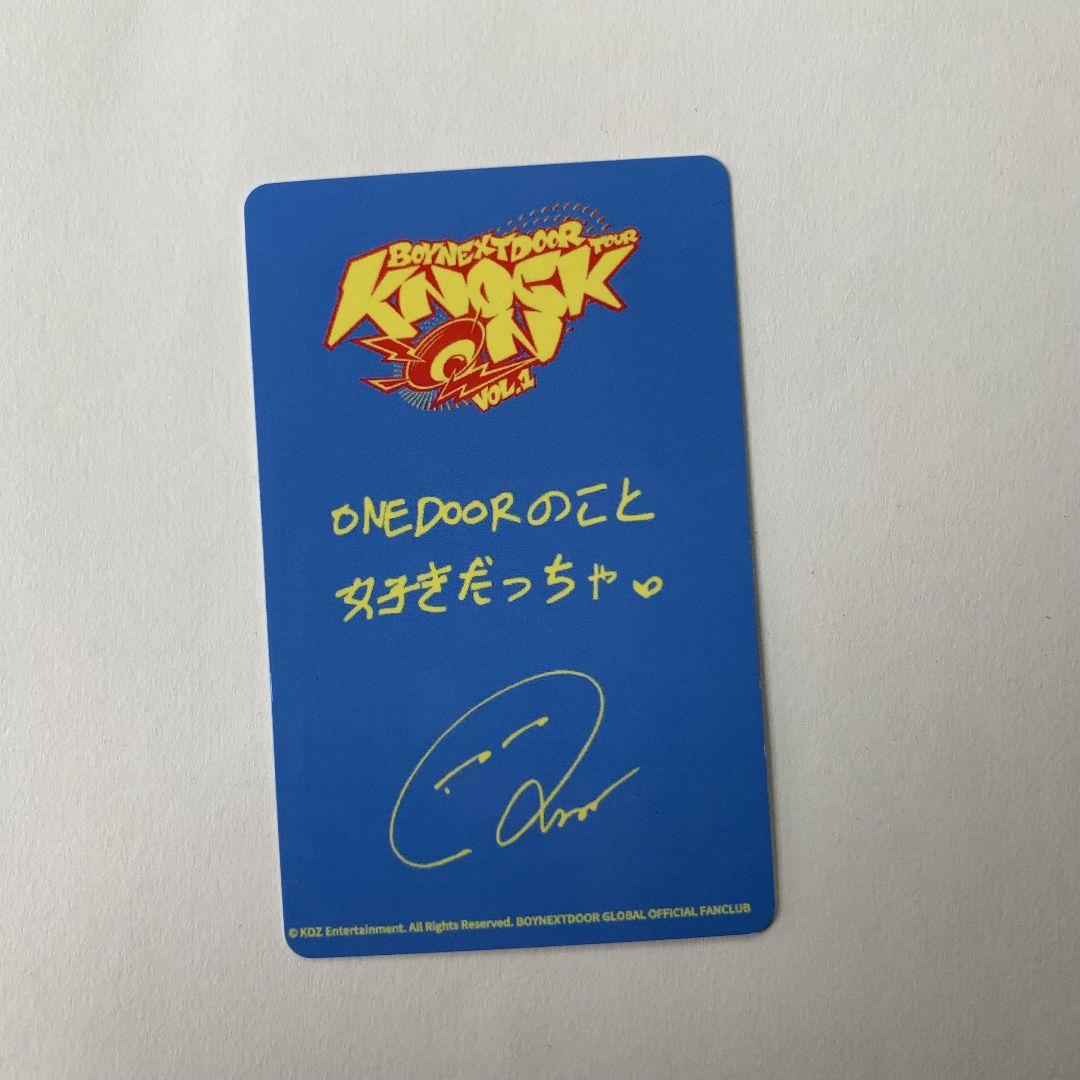 BOYNEXTDOOR TOUR
KNOCK
ON
VOL.1
ONEDOORのこと
好きだっちゃ♥
© KOZ Entertainment. All Rights Reserved. BOYNEXTDOOR GLOBAL OFFICIAL FANCLUB